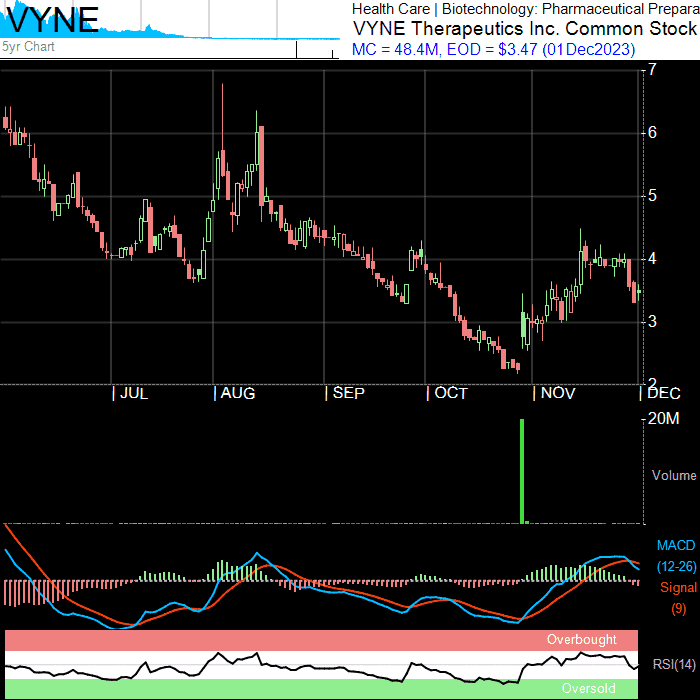 VYNE
5yr Chart
Health Care | Biotechnology: Pharmaceutical Prepara
VYNE Therapeutics Inc. Common Stock
MC = 48.4M, EOD = $3.47 (01Dec2023)
7
6
5
4
3
2
JUL AUG SEP OCT NOV DEC
20M
Volume
MACD
(12-26)
Signal
(9)
Overbought
RSI(14)
Oversold